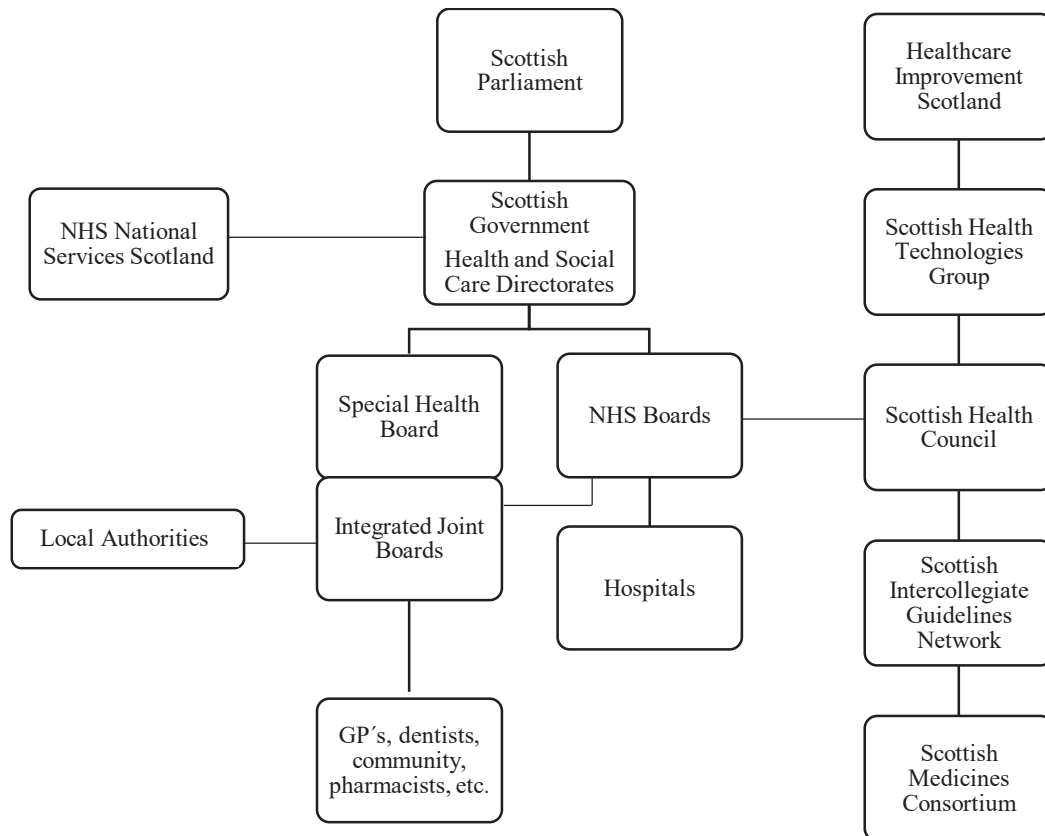 Scottish
Parliament
Healthcare
Improvement
Scotland
NHS National
Services Scotland
Scottish
Government
Health and Social
Care Directorates
Scottish Health
Technologies
Group
Special Health
Board
NHS Boards
Scottish Health
Council
Local Authorities
Integrated Joint
Boards
Hospitals
Scottish
Intercollegiate
Guidelines
Network
GP´s, dentists,
community,
pharmacists, etc.
Scottish
Medicines
Consortium